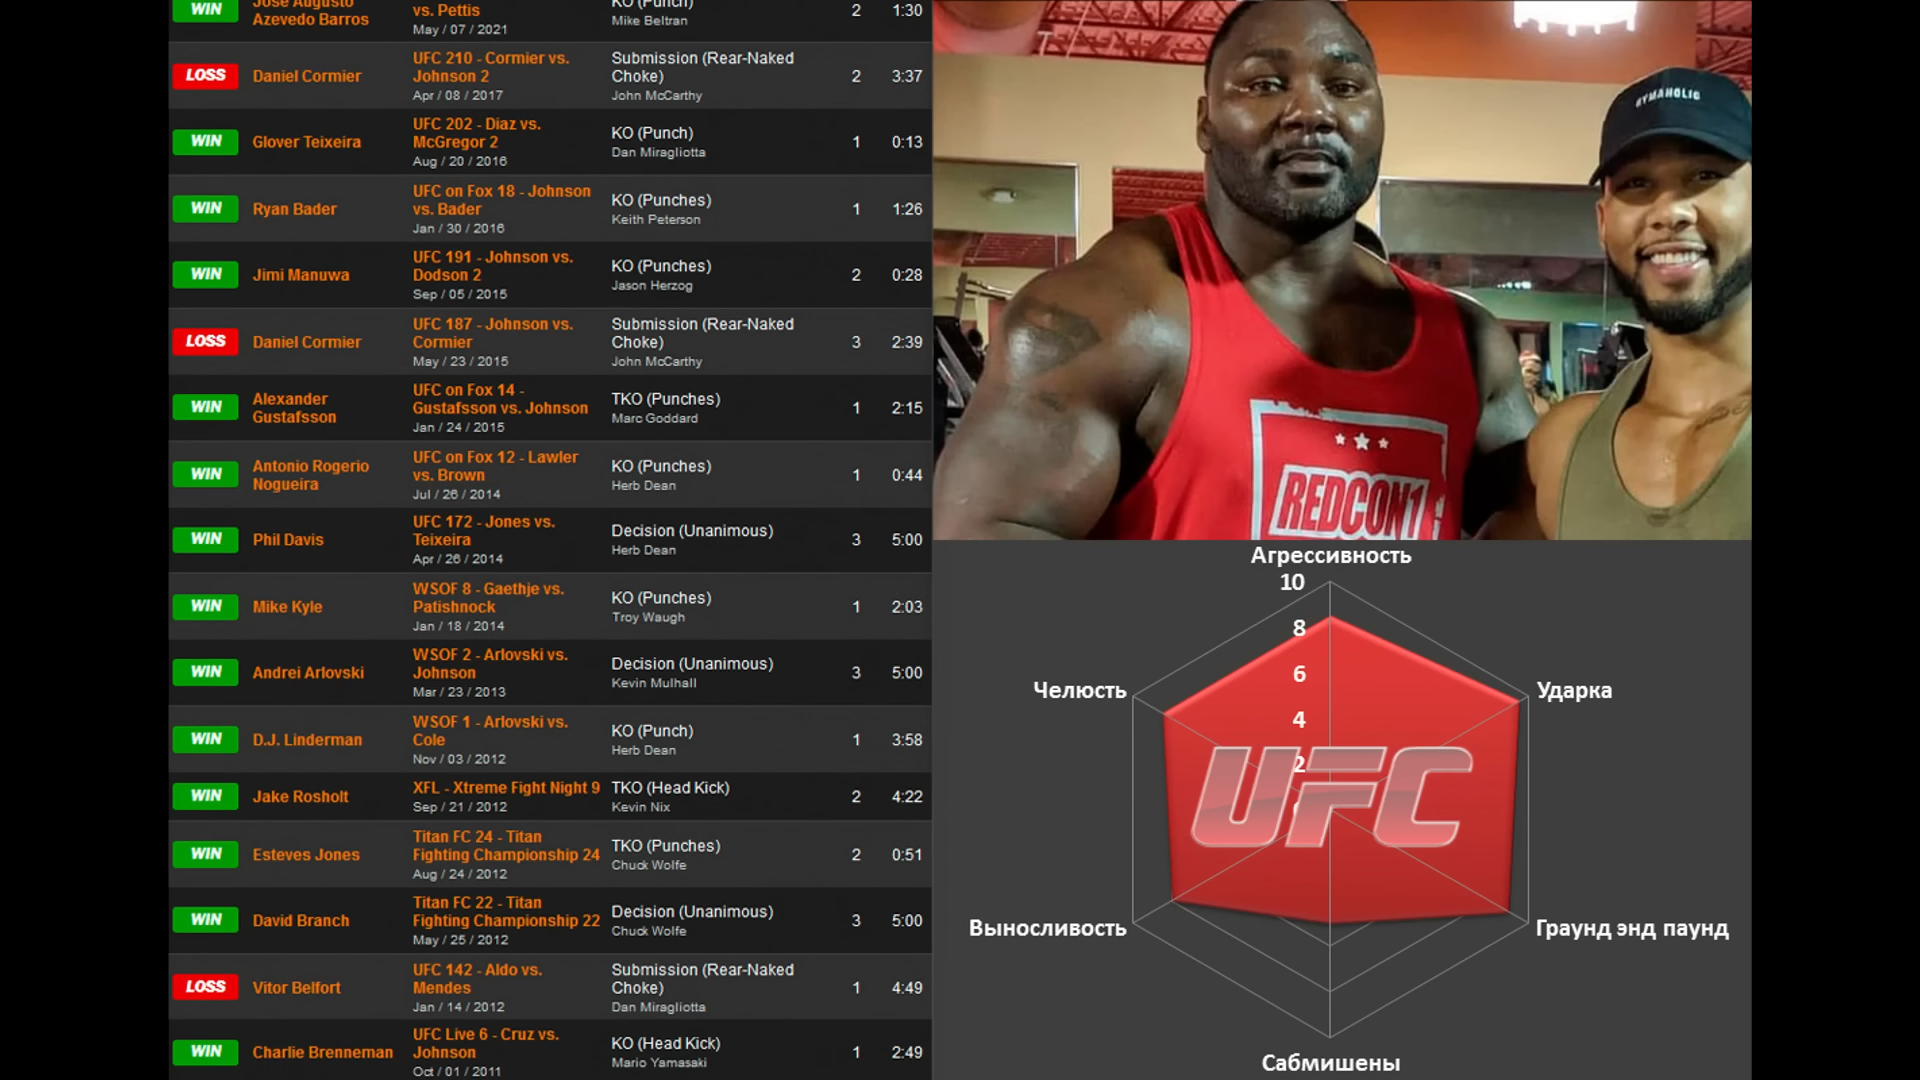 WIN
Jose Augusto
Azevedo Barros
vs. Pettis
May / 07 / 2021
KO (Punch)
Mike Beltran
2
1:30
LOSS
Daniel Cormier
UFC 210 - Cormier vs.
Johnson 2
Apr / 08 / 2017
Submission (Rear-Naked
Choke)
John McCarthy
2
3:37
WIN
Glover Teixeira
UFC 202 - Diaz vs.
McGregor 2
Aug / 20 / 2016
KO (Punch)
Dan Miragliotta
1
0:13
WIN
Ryan Bader
UFC on Fox 18 - Johnson
vs. Bader
Jan / 30 / 2016
KO (Punches)
Keith Peterson
1
1:26
WIN
Jimi Manuwa
UFC 191 - Johnson vs.
Dodson 2
Sep / 05 / 2015
KO (Punches)
Jason Herzog
2
0:28
LOSS
Daniel Cormier
UFC 187 - Johnson vs.
Cormier
May / 23 / 2015
Submission (Rear-Naked
Choke)
John McCarthy
3
2:39
WIN
Alexander
Gustafsson
UFC on Fox 14 -
Gustafsson vs. Johnson
Jan / 24 / 2015
TKO (Punches)
Marc Goddard
1
2:15
WIN
Antonio Rogerio
Nogueira
UFC on Fox 12 - Lawler
vs. Brown
Jul / 26 / 2014
KO (Punches)
Herb Dean
1
0:44
WIN
Phil Davis
UFC 172 - Jones vs.
Teixeira
Apr / 26 / 2014
Decision (Unanimous)
Herb Dean
3
5:00
WIN
Mike Kyle
WSOF 8 - Gaethje vs.
Patishnock
Jan / 18 / 2014
KO (Punches)
Troy Waugh
1
2:03
WIN
Andrei Arlovski
WSOF 2 - Arlovski vs.
Johnson
Mar / 23 / 2013
Decision (Unanimous)
Kevin Mulhall
3
5:00
WIN
D.J. Linderman
WSOF 1 - Arlovski vs.
Cole
Nov / 03 / 2012
KO (Punch)
Herb Dean
1
3:58
WIN
Jake Rosholt
XFL - Xtreme Fight Night 9
Sep / 21 / 2012
TKO (Head Kick)
Kevin Nix
2
4:22
WIN
Esteves Jones
Titan FC 24 - Titan
Fighting Championship 24
Aug / 24 / 2012
TKO (Punches)
Chuck Wolfe
2
0:51
WIN
David Branch
Titan FC 22 - Titan
Fighting Championship 22
May / 25 / 2012
Decision (Unanimous)
Chuck Wolfe
3
5:00
LOSS
Vitor Belfort
UFC 142 - Aldo vs.
Mendes
Jan / 14 / 2012
Submission (Rear-Naked
Choke)
Dan Miragliotta
1
4:49
WIN
Charlie Brenneman
UFC Live 6 - Cruz vs.
Johnson
Oct / 01 / 2011
KO (Head Kick)
Mario Yamasaki
1
2:49
GYMAHOLIC
REDCON1
Агрессивность
10
8
6
4
2
Челюсть
Ударка
UFC
Выносливость
Граунд энд паунд
Сабмишены